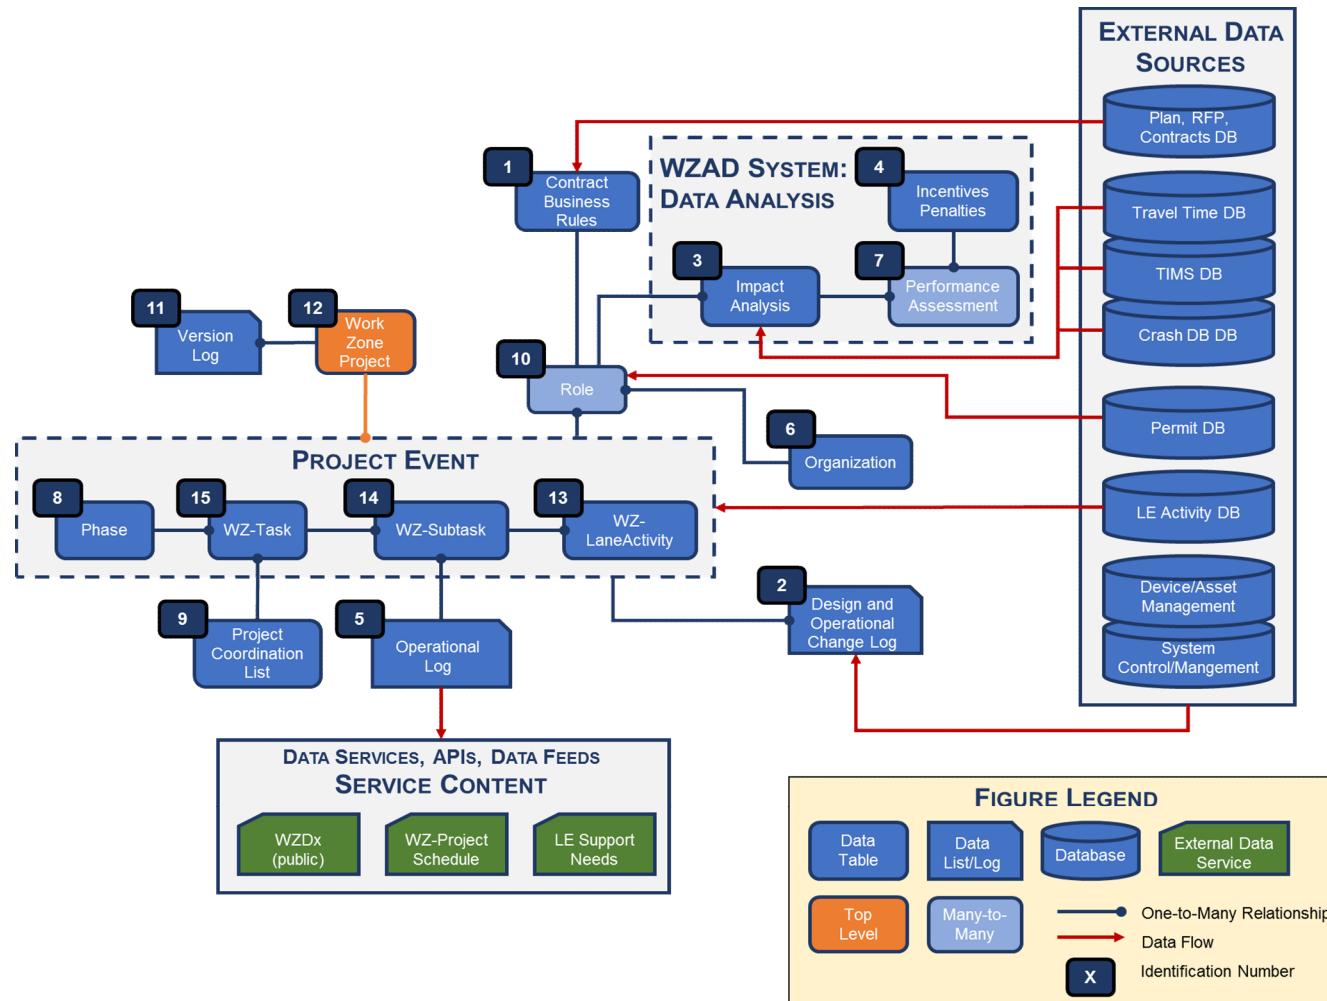 EXTERNAL DATA
SOURCES
Plan, RFP,
Contracts DB
Travel Time DB
TIMS DB
Crash DB DB
Permit DB
LE Activity DB
Device/Asset
Management
System
Control/Mangement
1
Contract
Business
Rules
WZAD SYSTEM:
DATA ANALYSIS
4
Incentives
Penalties
3
Impact
Analysis
7
Performance
Assessment
11
Version
Log
12
Work
Zone
Project
10
Role
6
Organization
PROJECT EVENT
8
Phase
15
WZ-Task
14
WZ-Subtask
13
WZ-
LaneActivity
9
Project
Coordination
List
5
Operational
Log
2
Design and
Operational
Change Log
DATA SERVICES, APIS, DATA FEEDS
SERVICE CONTENT
WZDx
(public)
WZ-Project
Schedule
LE Support
Needs
FIGURE LEGEND
Data
Table
Data
List/Log
Database
External Data
Service
Top
Level
Many-to-
Many
One-to-Many Relationship
Data Flow
X
Identification Number